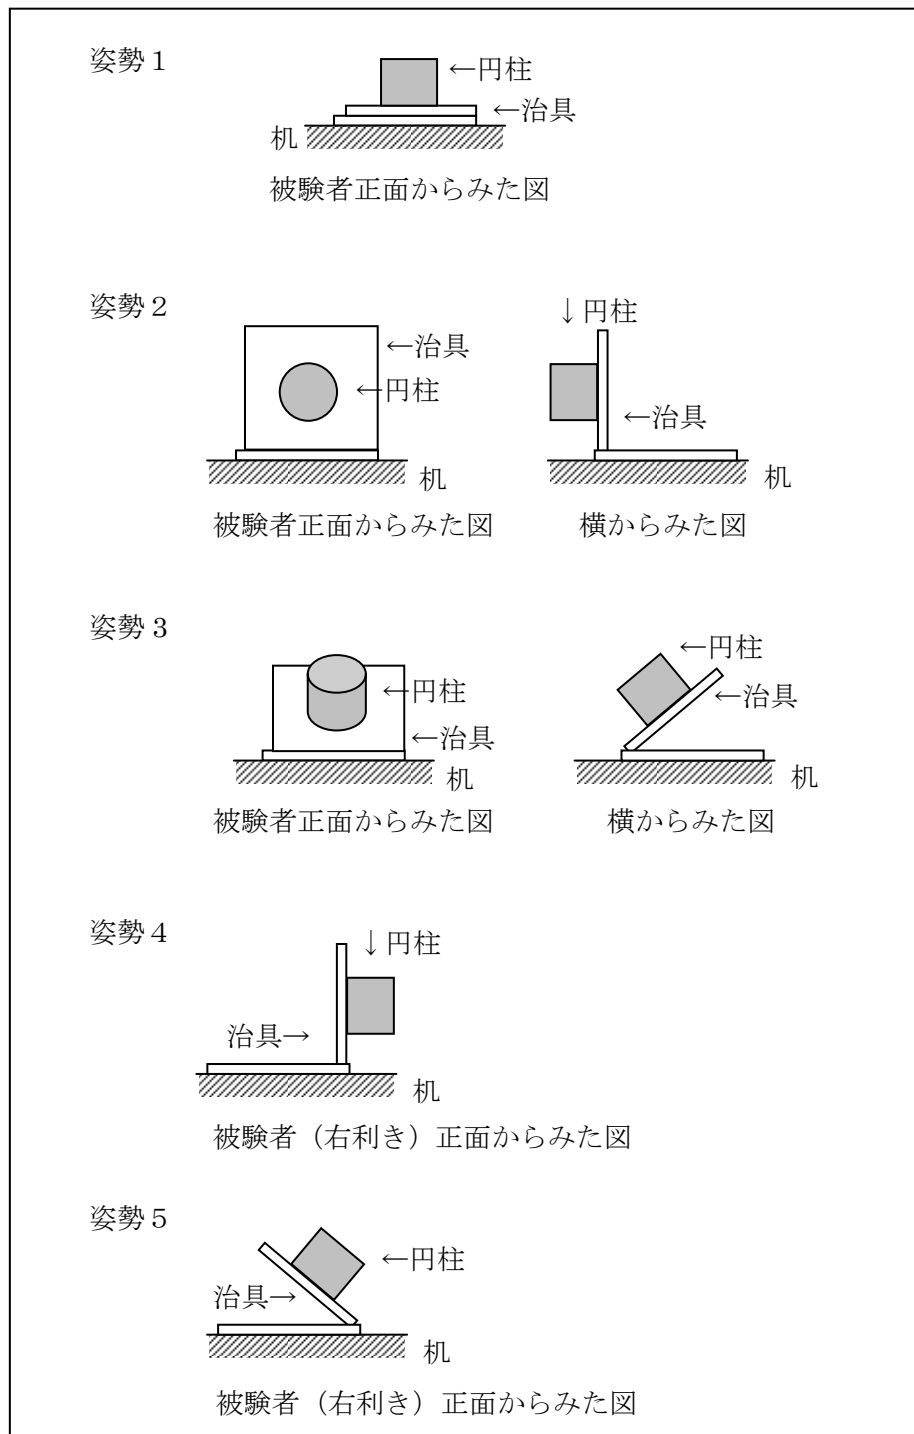 姿勢1
←円柱
←治具
机
被験者正面からみた図
姿勢2
↓円柱
←治具
←円柱
←治具
机
机
被験者正面からみた図
横からみた図
姿勢3
←円柱
←円柱
←治具
←治具
机
机
被験者正面からみた図
横からみた図
姿勢4
↓円柱
治具→
机
被験者（右利き）正面からみた図
姿勢5
←円柱
治具→
机
被験者（右利き）正面からみた図